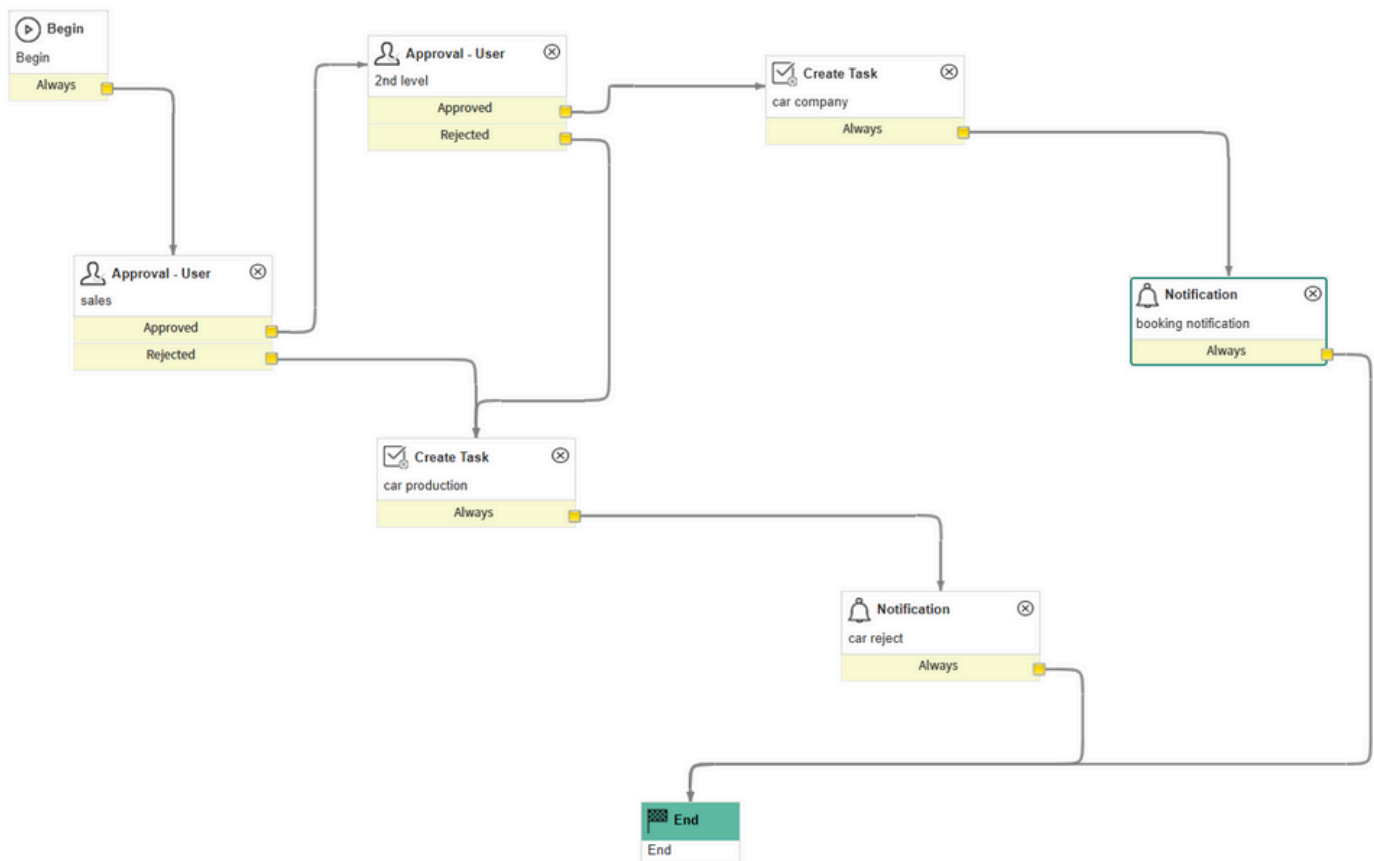 Begin
Begin
Always
Approval - User
2nd level
Approved
Rejected
Create Task
car company
Always
Approval - User
sales
Approved
Rejected
Notification
booking notification
Always
Create Task
car production
Always
Notification
car reject
Always
End
End